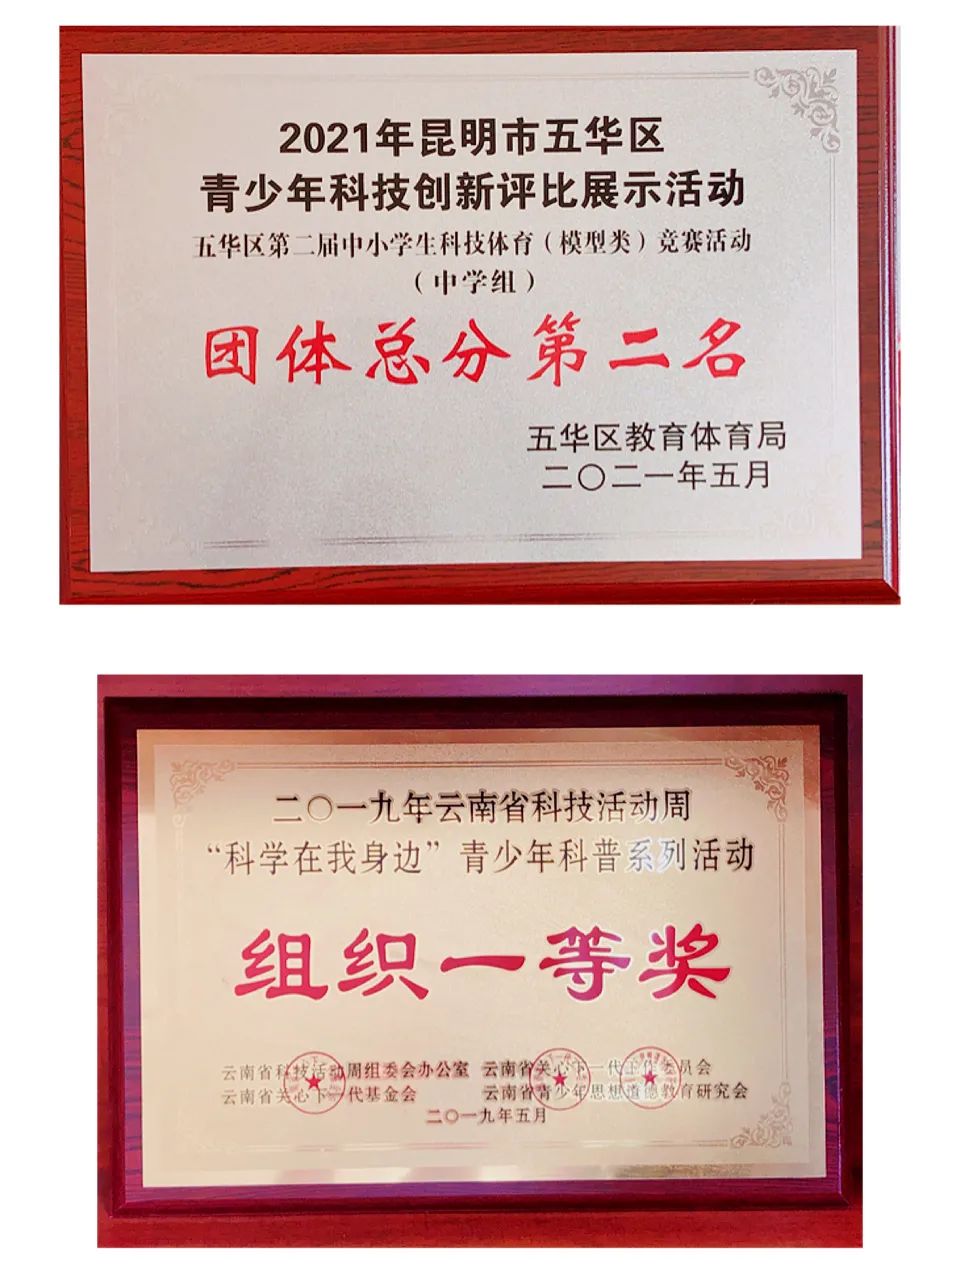 2021年昆明市五华区
青少年科技创新评比展示活动
五华区第二届中小学生科技体育（模型类）竞赛活动
（中学组）
团体总分第二名
五华区教育体育局
二〇二一年五月
二〇一九年云南省科技活动周
“科学在我身边”青少年科普系列活动
组织一等奖
云南省科技活动周组委会办公室 云南省关心下一代工作委员会
云南省关心下一代基金会 云南省青少年思想道德教育研究会
二〇一九年五月